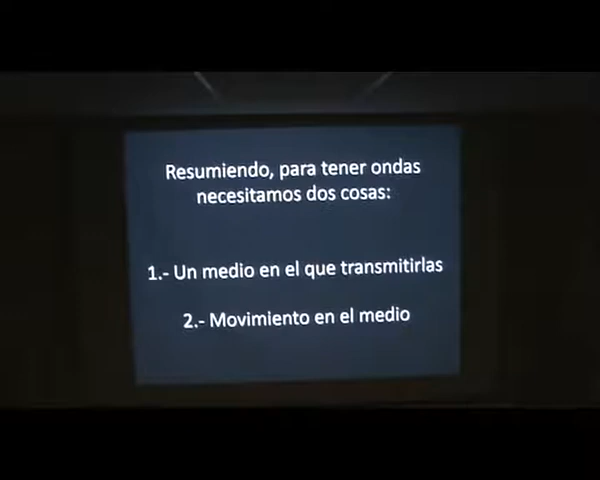 Resumiendo, para tener ondas
necesitamos dos cosas:
1.- Un medio en el que transmitirlas
2.- Movimiento en el medio